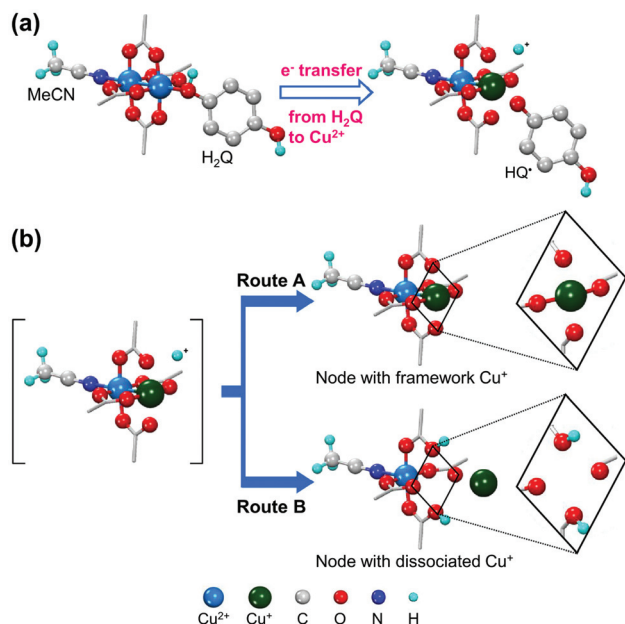 (a)
MeCN
H₂Q
e⁻ transfer
from H₂Q
to Cu²⁺
+
HQ•
(b)
+
Route A
Node with framework Cu⁺
Route B
Node with dissociated Cu⁺
Cu²⁺ Cu⁺ C O N H